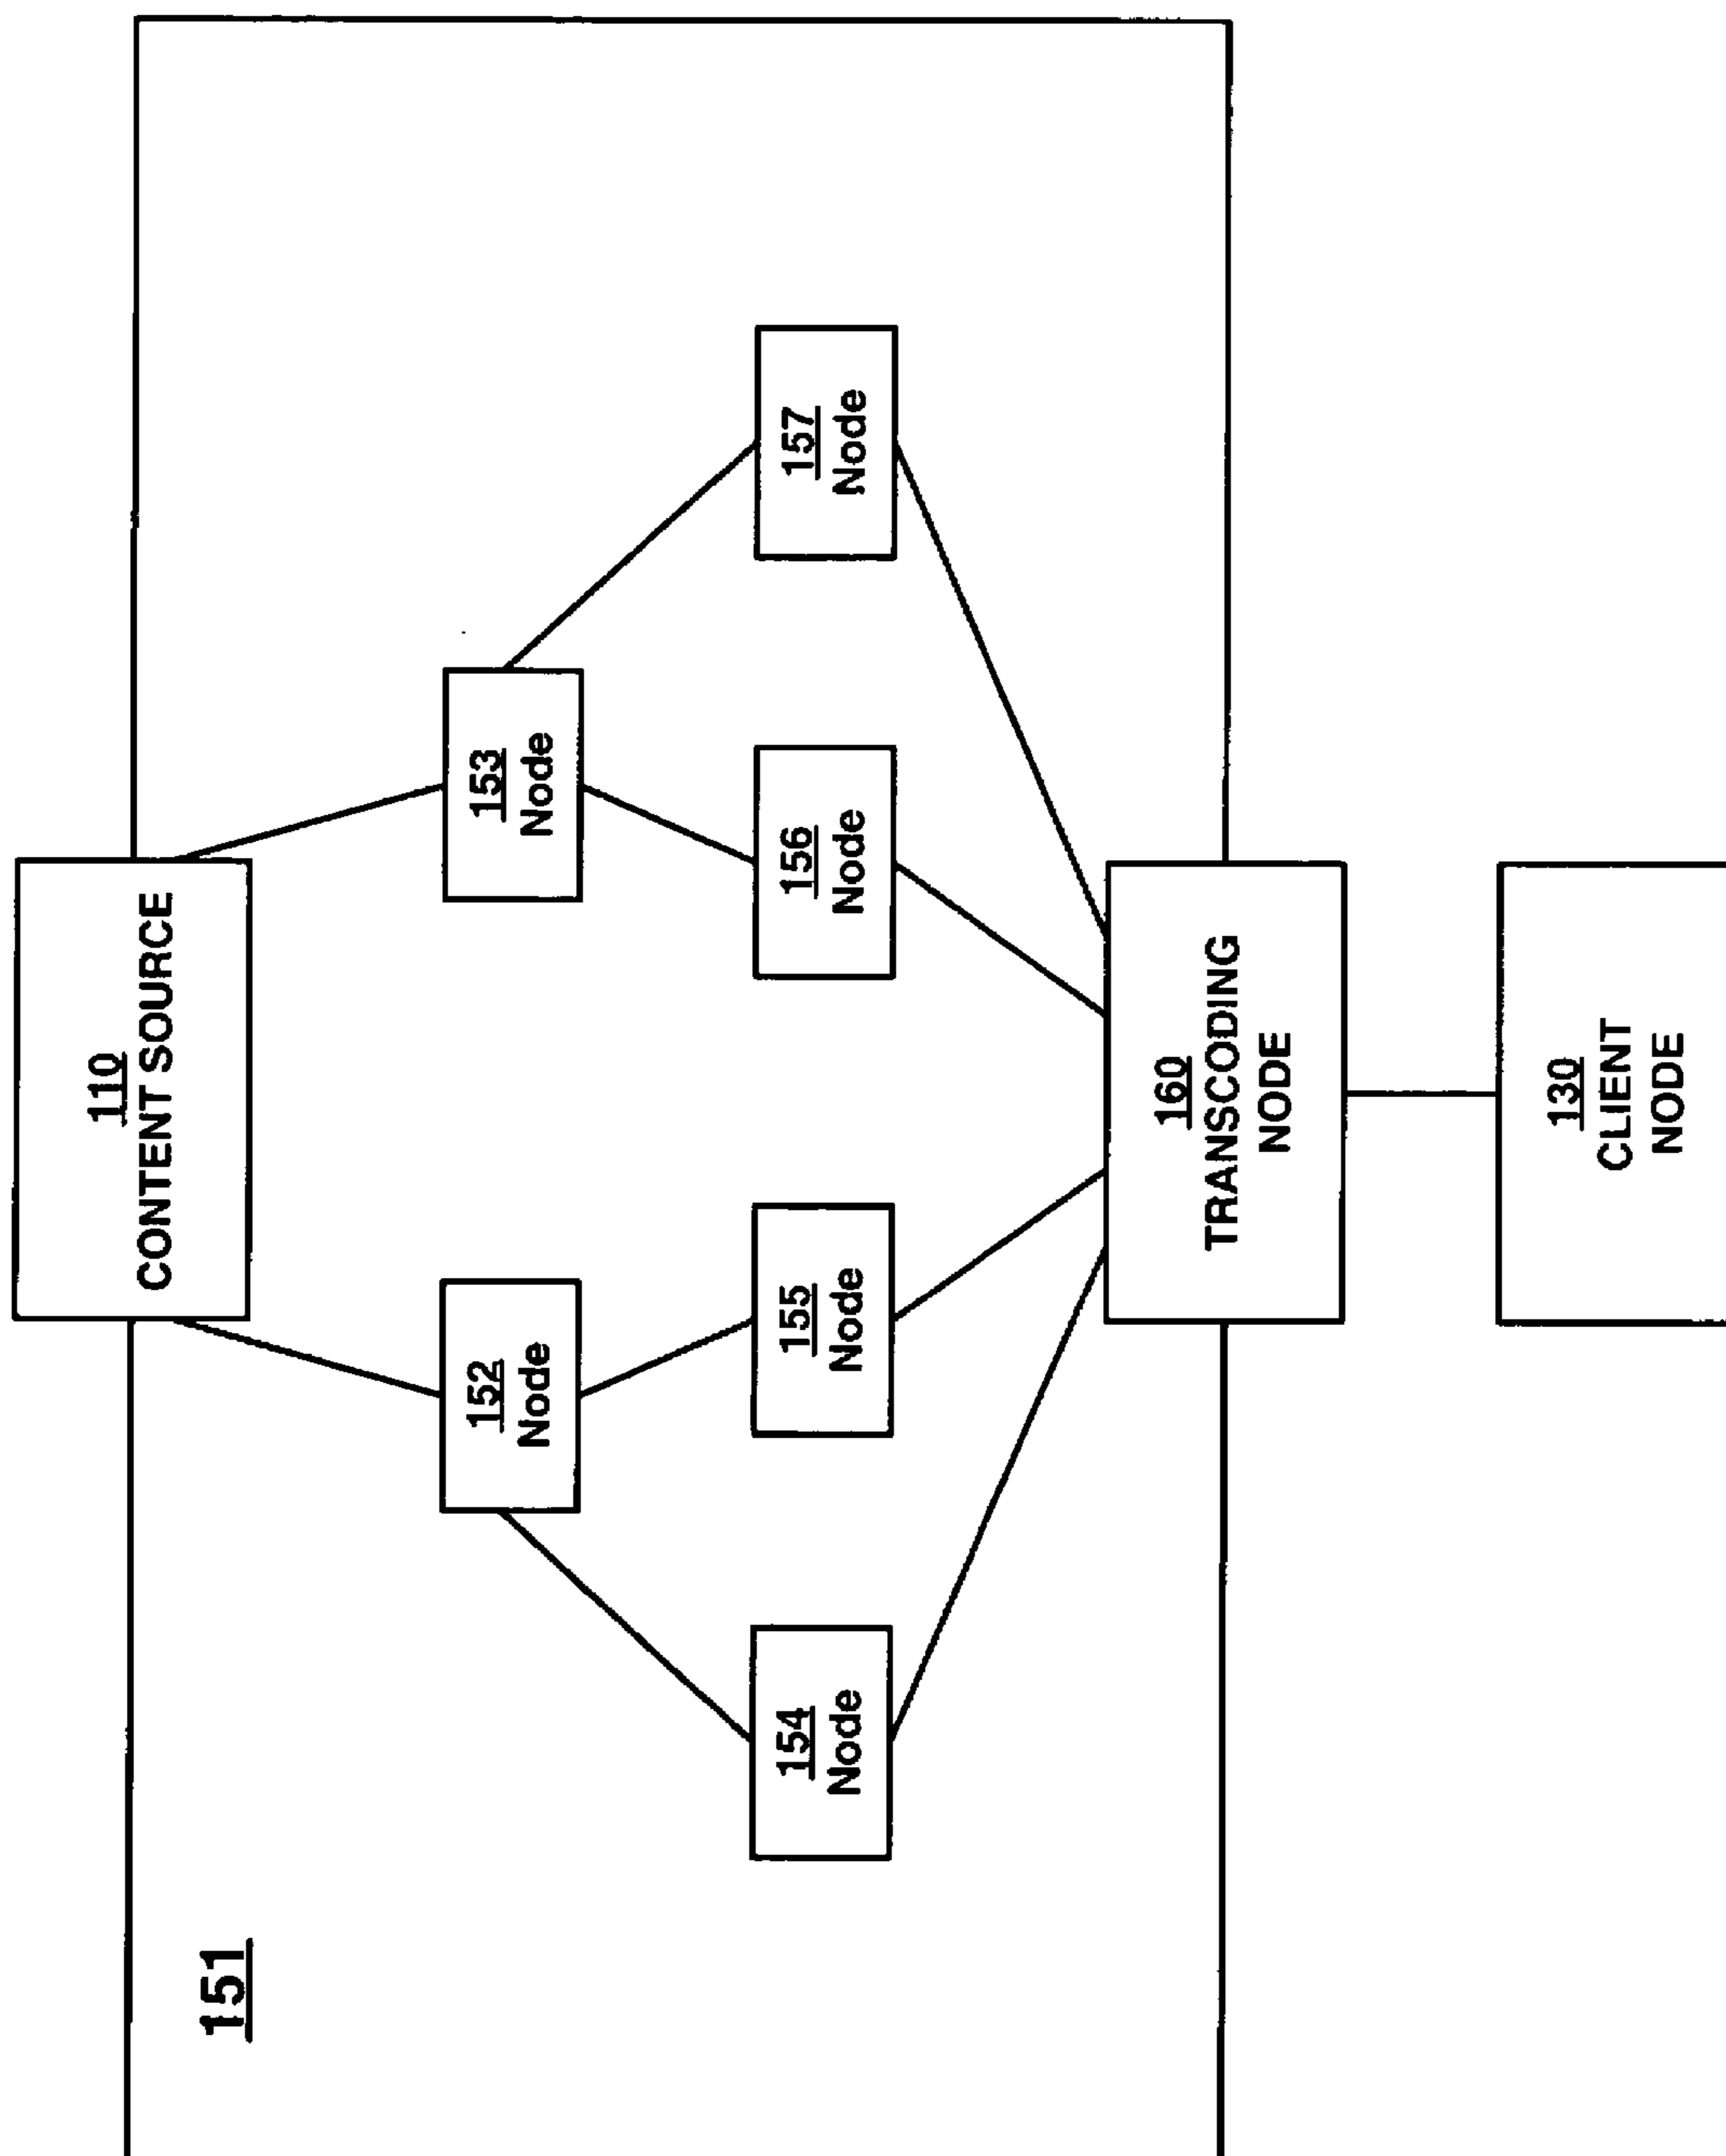 110
CONTENT SOURCE
151
152
Node
153
Node
154
Node
155
Node
156
Node
157
Node
160
TRANSCODING
NODE
130
CLIENT
NODE